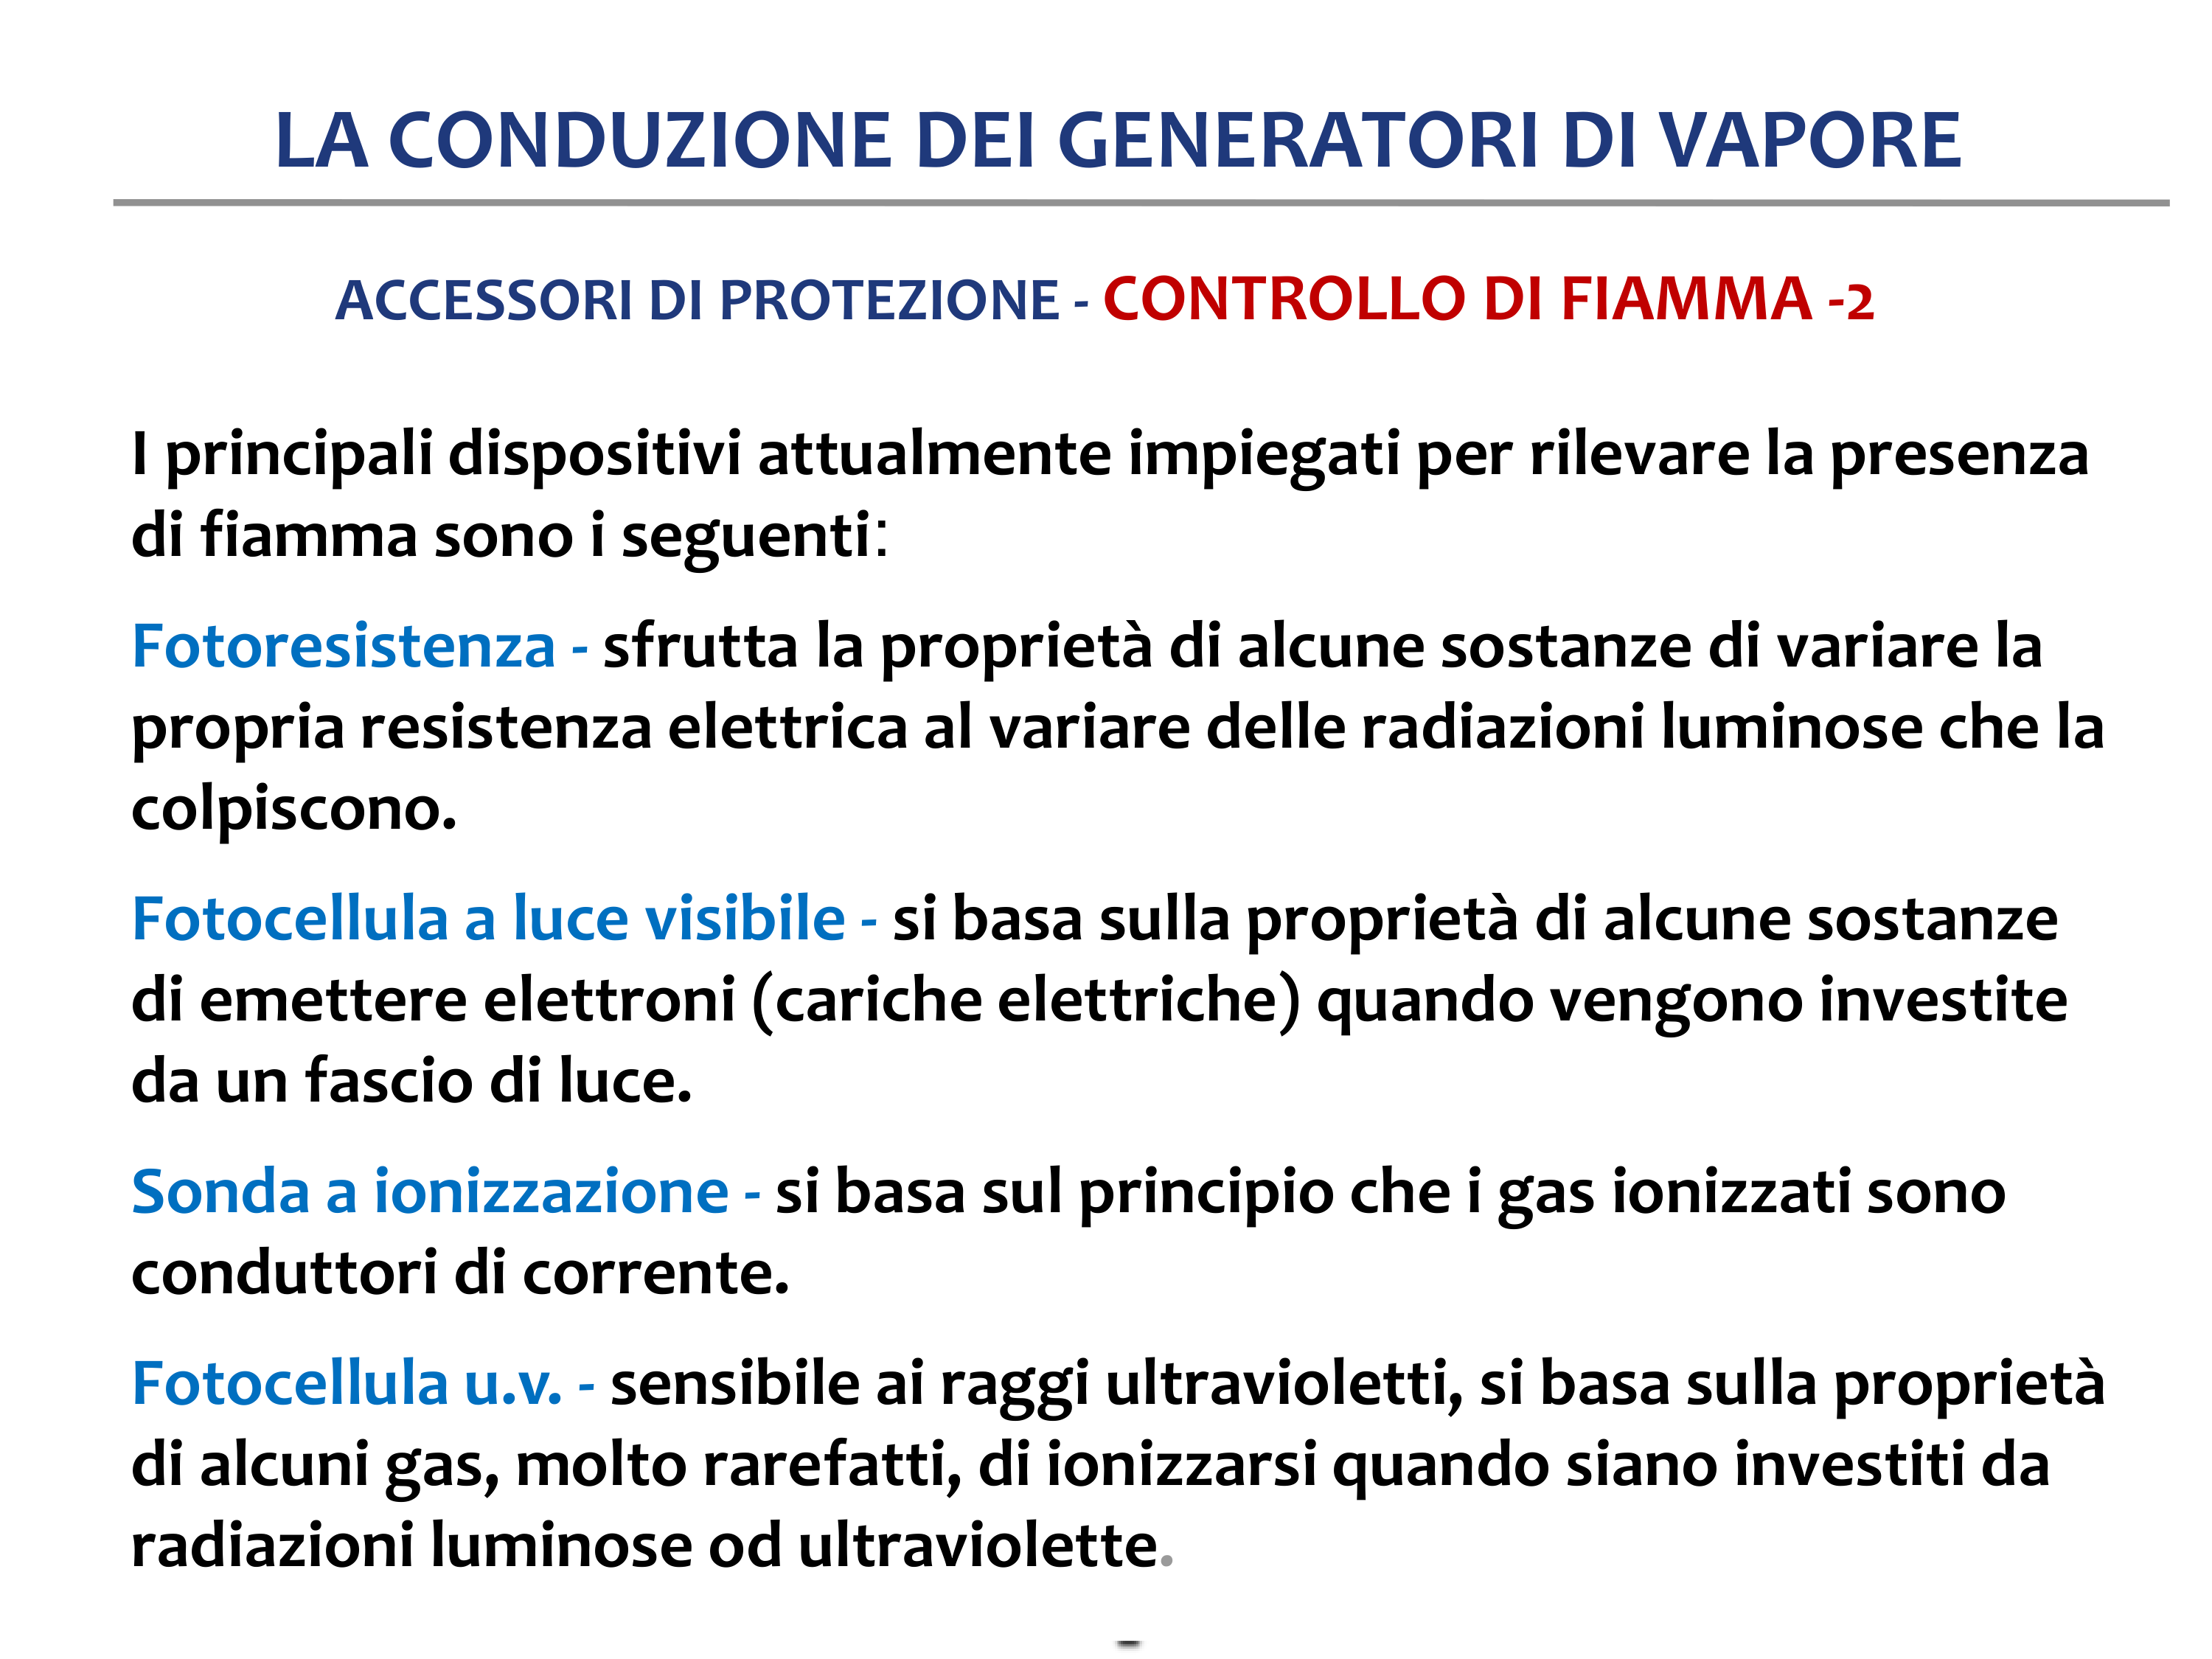 LA CONDUZIONE DEI GENERATORI DI VAPORE
ACCESSORI DI PROTEZIONE - CONTROLLO DI FIAMMA -2
I principali dispositivi attualmente impiegati per rilevare la presenza
di fiamma sono i seguenti:
Fotoresistenza - sfrutta la proprietà di alcune sostanze di variare la
propria resistenza elettrica al variare delle radiazioni luminose che la
colpiscono.
Fotocellula a luce visibile - si basa sulla proprietà di alcune sostanze
di emettere elettroni (cariche elettriche) quando vengono investite
da un fascio di luce.
Sonda a ionizzazione - si basa sul principio che i gas ionizzati sono
conduttori di corrente.
Fotocellula u.v. - sensibile ai raggi ultravioletti, si basa sulla proprietà
di alcuni gas, molto rarefatti, di ionizzarsi quando siano investiti da
radiazioni luminose od ultraviolette.